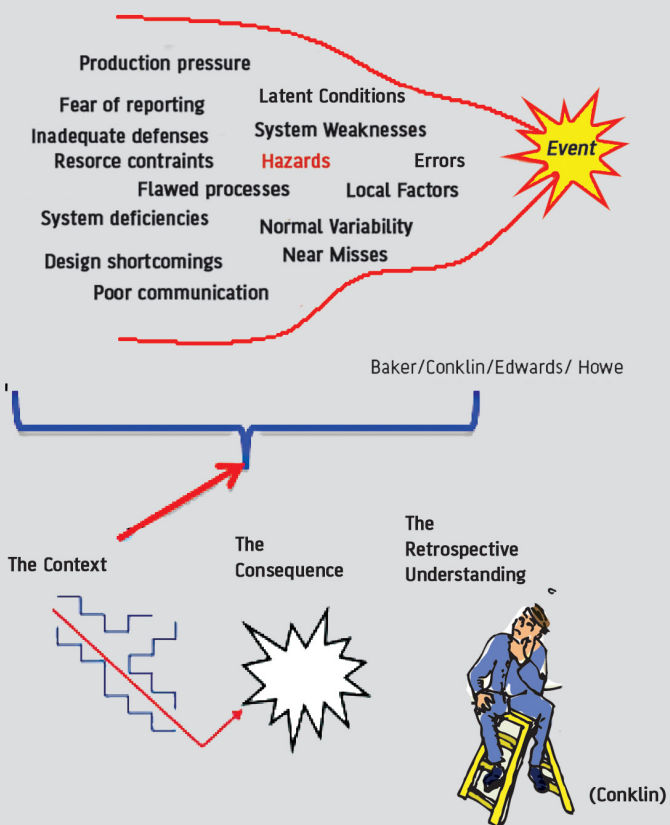 Production pressure
Latent Conditions
Fear of reporting
System Weaknesses
Inadequate defenses
Resorce contraints
Hazards
Errors
Flawed processes
Local Factors
System deficiencies
Normal Variability
Design shortcomings
Near Misses
Poor communication
Event
Baker/Conklin/Edwards/ Howe
The Context
The
Consequence
The
Retrospective
Understanding
(Conklin)